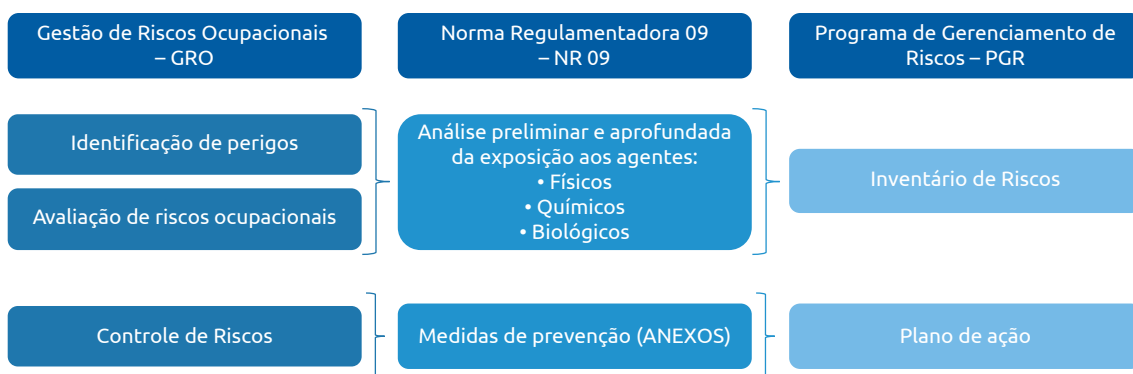 Gestão de Riscos Ocupacionais
– GRO
Norma Regulamentadora 09
– NR 09
Programa de Gerenciamento de
Riscos – PGR
Identificação de perigos
Avaliação de riscos ocupacionais
Análise preliminar e aprofundada
da exposição aos agentes:
• Físicos
• Químicos
• Biológicos
Inventário de Riscos
Controle de Riscos
Medidas de prevenção (ANEXOS)
Plano de ação